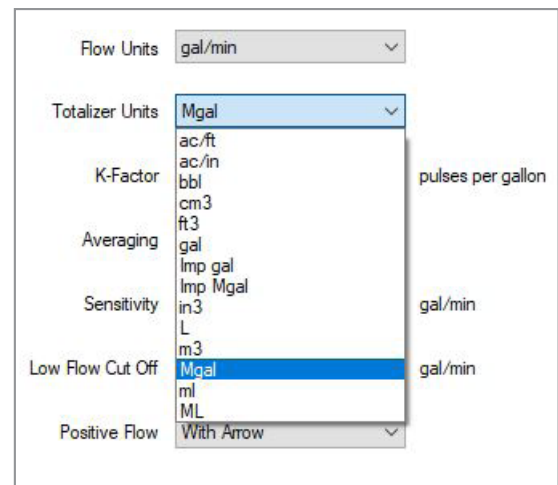 Flow Units gal/min
Totalizer Units Mgal
ac/ft
ac/in
K-Factor bbl pulses per gallon
cm3
ft3
Averaging gal
Imp gal
Imp Mgal
Sensitivity in3 gal/min
L
m3
Low Flow Cut Off Mgal gal/min
ml
ML
Positive Flow With Arrow